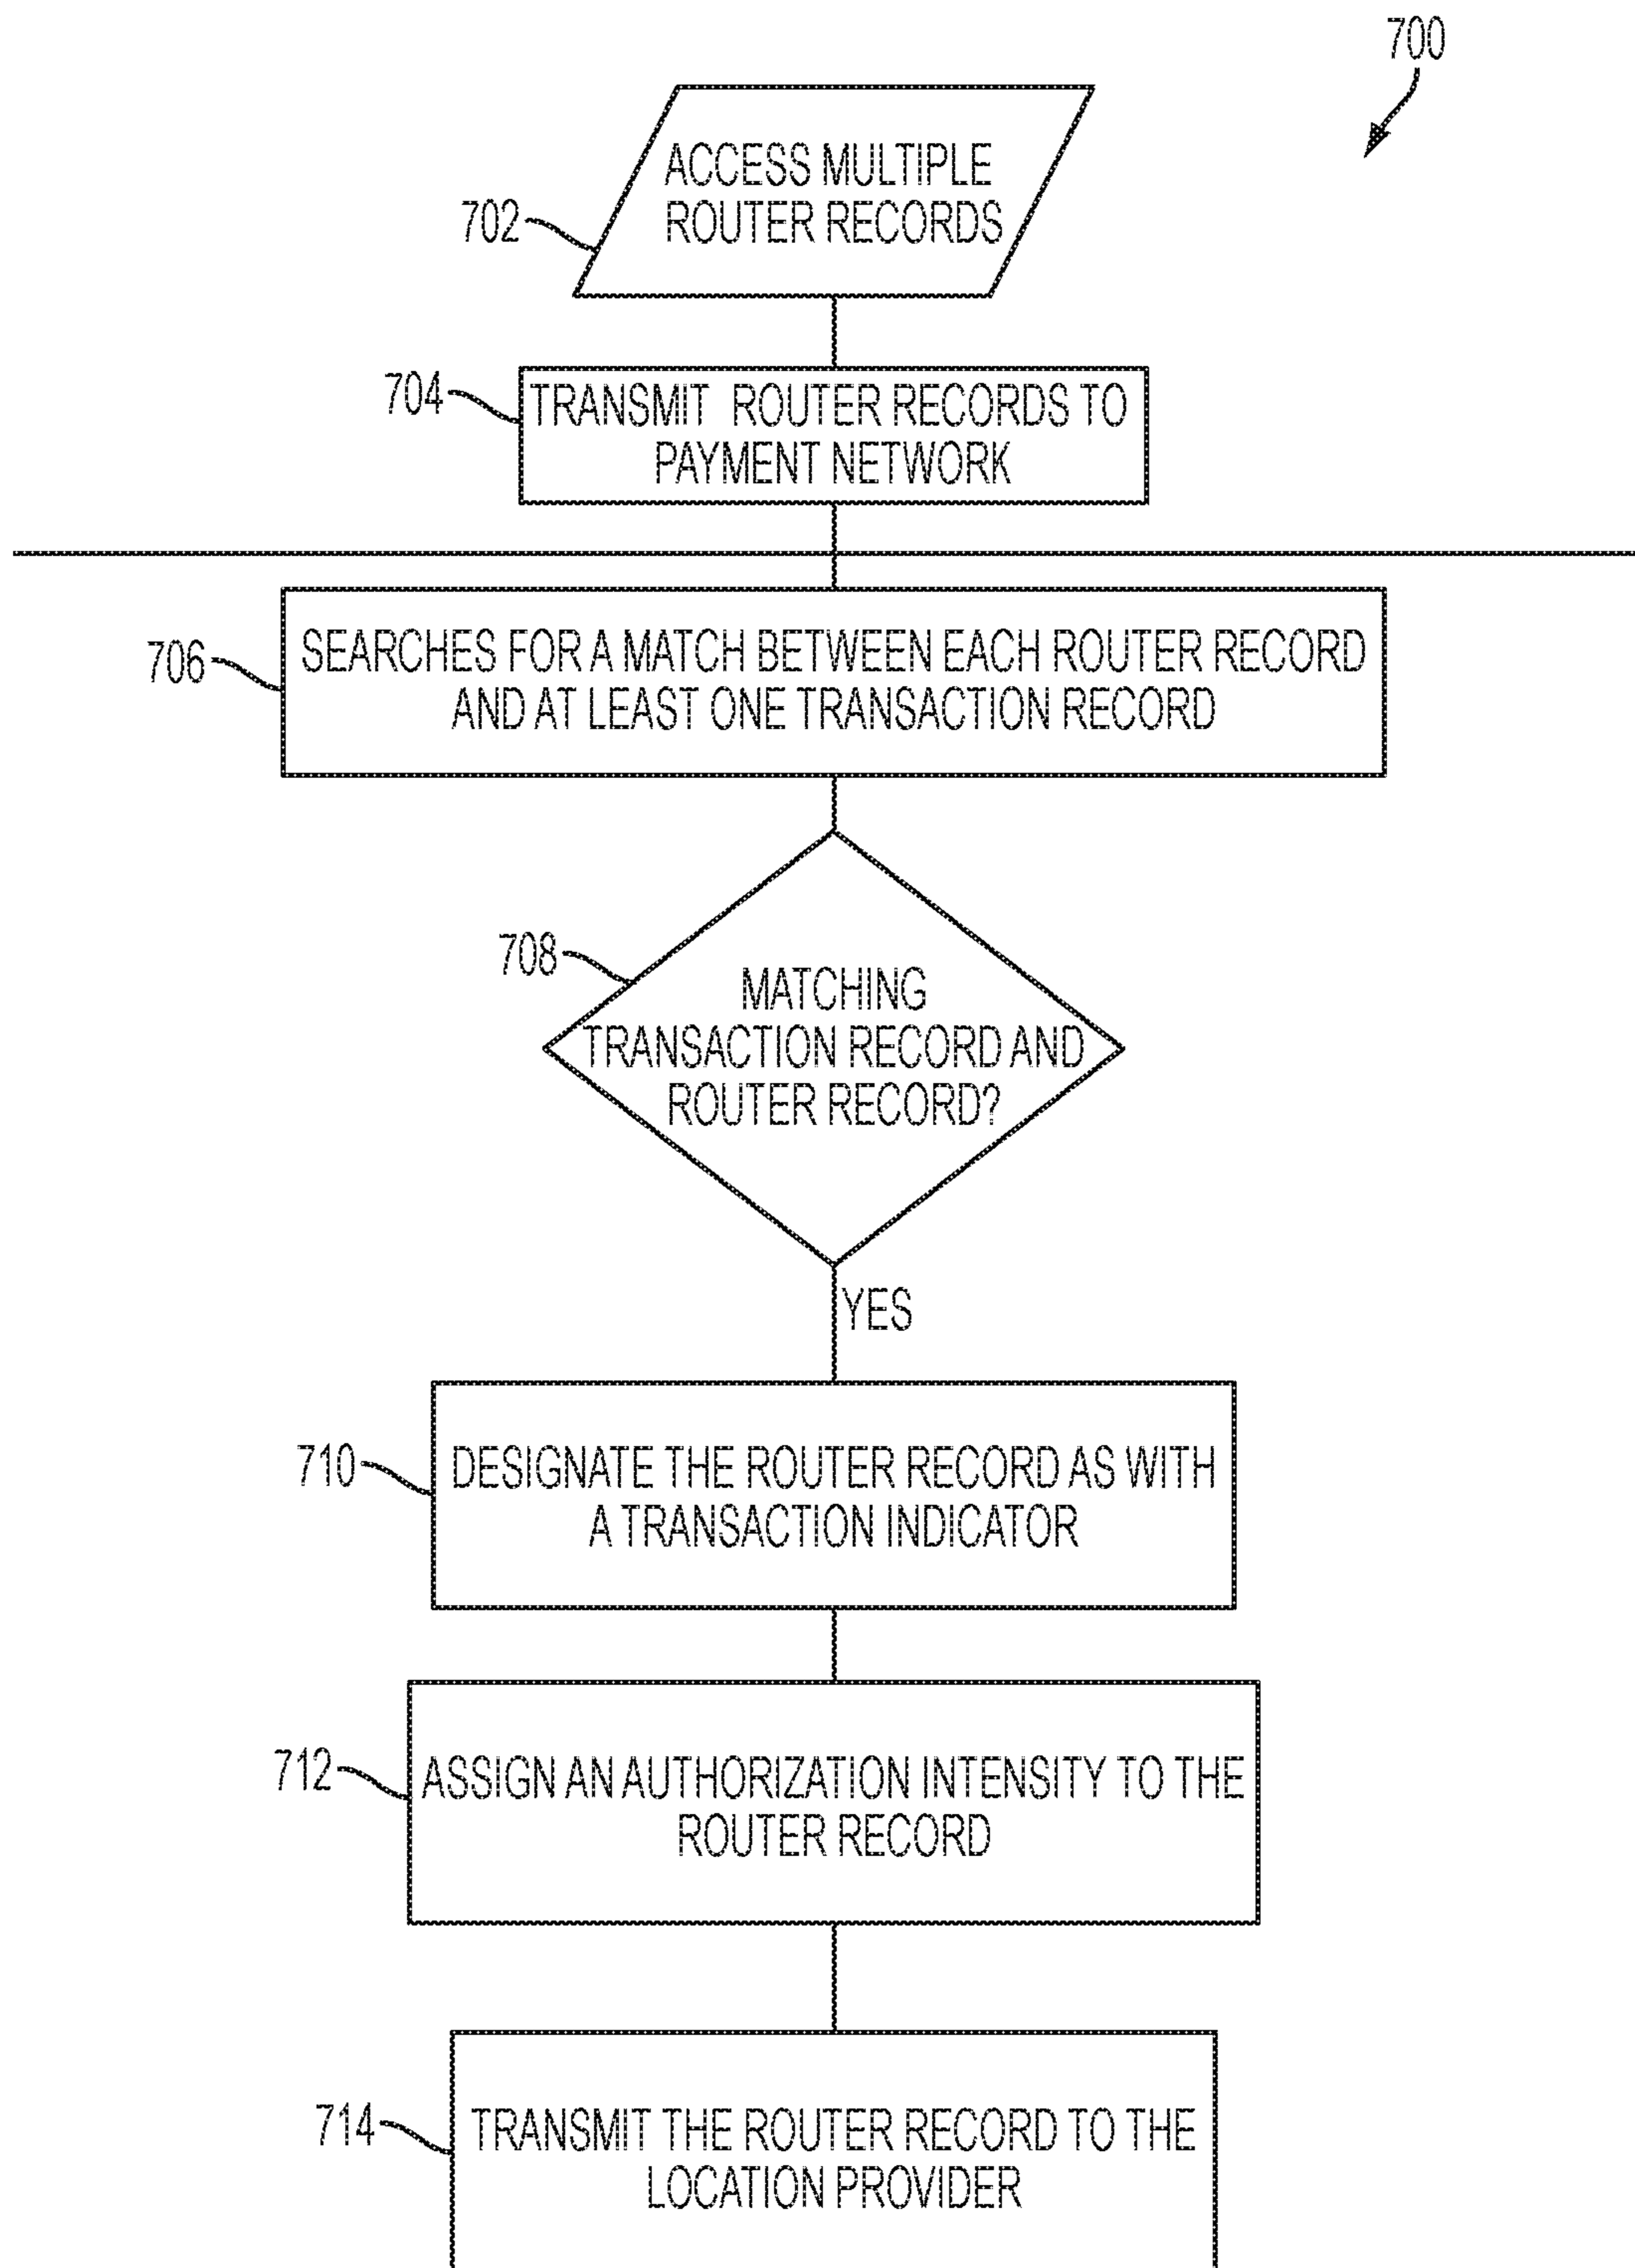 700
ACCESS MULTIPLE
ROUTER RECORDS
702
704
TRANSMIT ROUTER RECORDS TO
PAYMENT NETWORK
706
SEARCHES FOR A MATCH BETWEEN EACH ROUTER RECORD
AND AT LEAST ONE TRANSACTION RECORD
708
MATCHING
TRANSACTION RECORD AND
ROUTER RECORD?
YES
710
DESIGNATE THE ROUTER RECORD AS WITH
A TRANSACTION INDICATOR
712
ASSIGN AN AUTHORIZATION INTENSITY TO THE
ROUTER RECORD
714
TRANSMIT THE ROUTER RECORD TO THE
LOCATION PROVIDER